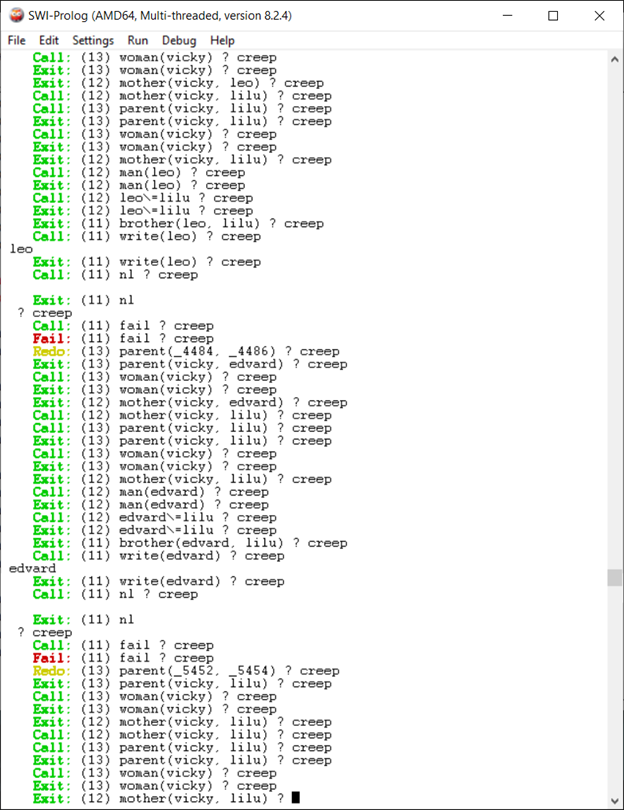 SWI-Prolog (AMD64, Multi-threaded, version 8.2.4)
File Edit Settings Run Debug Help
Call: (13) woman(vicky) ? creep
Exit: (13) woman(vicky) ? creep
Exit: (12) mother(vicky, leo) ? creep
Call: (12) mother(vicky, lilu) ? creep
Call: (13) parent(vicky, lilu) ? creep
Exit: (13) parent(vicky, lilu) ? creep
Call: (13) woman(vicky) ? creep
Exit: (13) woman(vicky) ? creep
Exit: (12) mother(vicky, lilu) ? creep
Call: (12) man(leo) ? creep
Exit: (12) man(leo) ? creep
Call: (12) leo\=lilu ? creep
Exit: (12) leo\=lilu ? creep
Exit: (11) brother(leo, lilu) ? creep
Call: (11) write(leo) ? creep
leo
Exit: (11) write(leo) ? creep
Call: (11) nl ? creep
Exit: (11) nl
? creep
Call: (11) fail ? creep
Fail: (11) fail ? creep
Redo: (13) parent(_4484, _4486) ? creep
Exit: (13) parent(vicky, edvard) ? creep
Call: (13) woman(vicky) ? creep
Exit: (13) woman(vicky) ? creep
Exit: (12) mother(vicky, edvard) ? creep
Call: (12) mother(vicky, lilu) ? creep
Call: (13) parent(vicky, lilu) ? creep
Exit: (13) parent(vicky, lilu) ? creep
Call: (13) woman(vicky) ? creep
Exit: (13) woman(vicky) ? creep
Exit: (12) mother(vicky, lilu) ? creep
Call: (12) man(edvard) ? creep
Exit: (12) man(edvard) ? creep
Call: (12) edvard\=lilu ? creep
Exit: (12) edvard\=lilu ? creep
Exit: (11) brother(edvard, lilu) ? creep
Call: (11) write(edvard) ? creep
edvard
Exit: (11) write(edvard) ? creep
Call: (11) nl ? creep
Exit: (11) nl
? creep
Call: (11) fail ? creep
Fail: (11) fail ? creep
Redo: (13) parent(_5452, _5454) ? creep
Exit: (13) parent(vicky, lilu) ? creep
Call: (13) woman(vicky) ? creep
Exit: (13) woman(vicky) ? creep
Exit: (12) mother(vicky, lilu) ? creep
Call: (12) mother(vicky, lilu) ? creep
Call: (13) parent(vicky, lilu) ? creep
Exit: (13) parent(vicky, lilu) ? creep
Call: (13) woman(vicky) ? creep
Exit: (13) woman(vicky) ? creep
Exit: (12) mother(vicky, lilu) ?